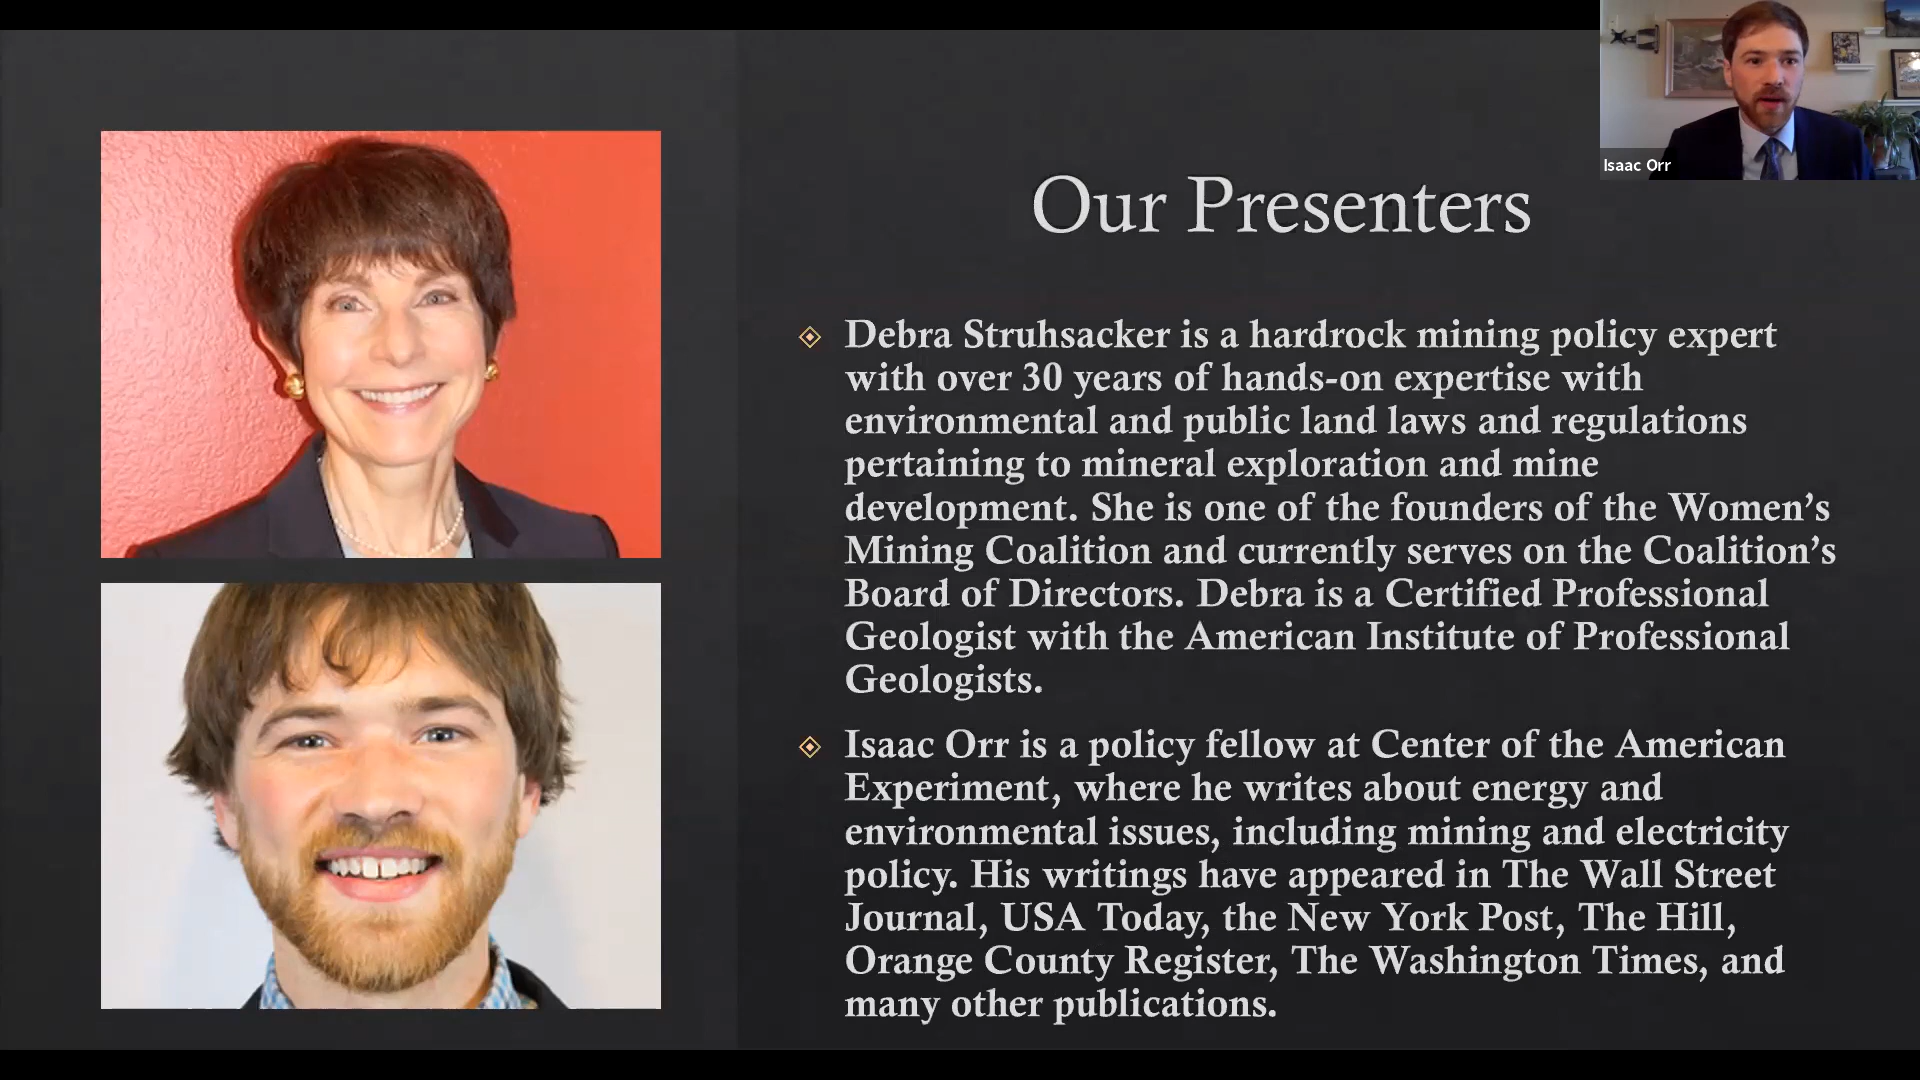 Isaac Orr
Our Presenters
Debra Struhsacker is a hardrock mining policy expert
with over 30 years of hands-on expertise with
environmental and public land laws and regulations
pertaining to mineral exploration and mine
development. She is one of the founders of the Women’s
Mining Coalition and currently serves on the Coalition’s
Board of Directors. Debra is a Certified Professional
Geologist with the American Institute of Professional
Geologists.
Isaac Orr is a policy fellow at Center of the American
Experiment, where he writes about energy and
environmental issues, including mining and electricity
policy. His writings have appeared in The Wall Street
Journal, USA Today, the New York Post, The Hill,
Orange County Register, The Washington Times, and
many other publications.